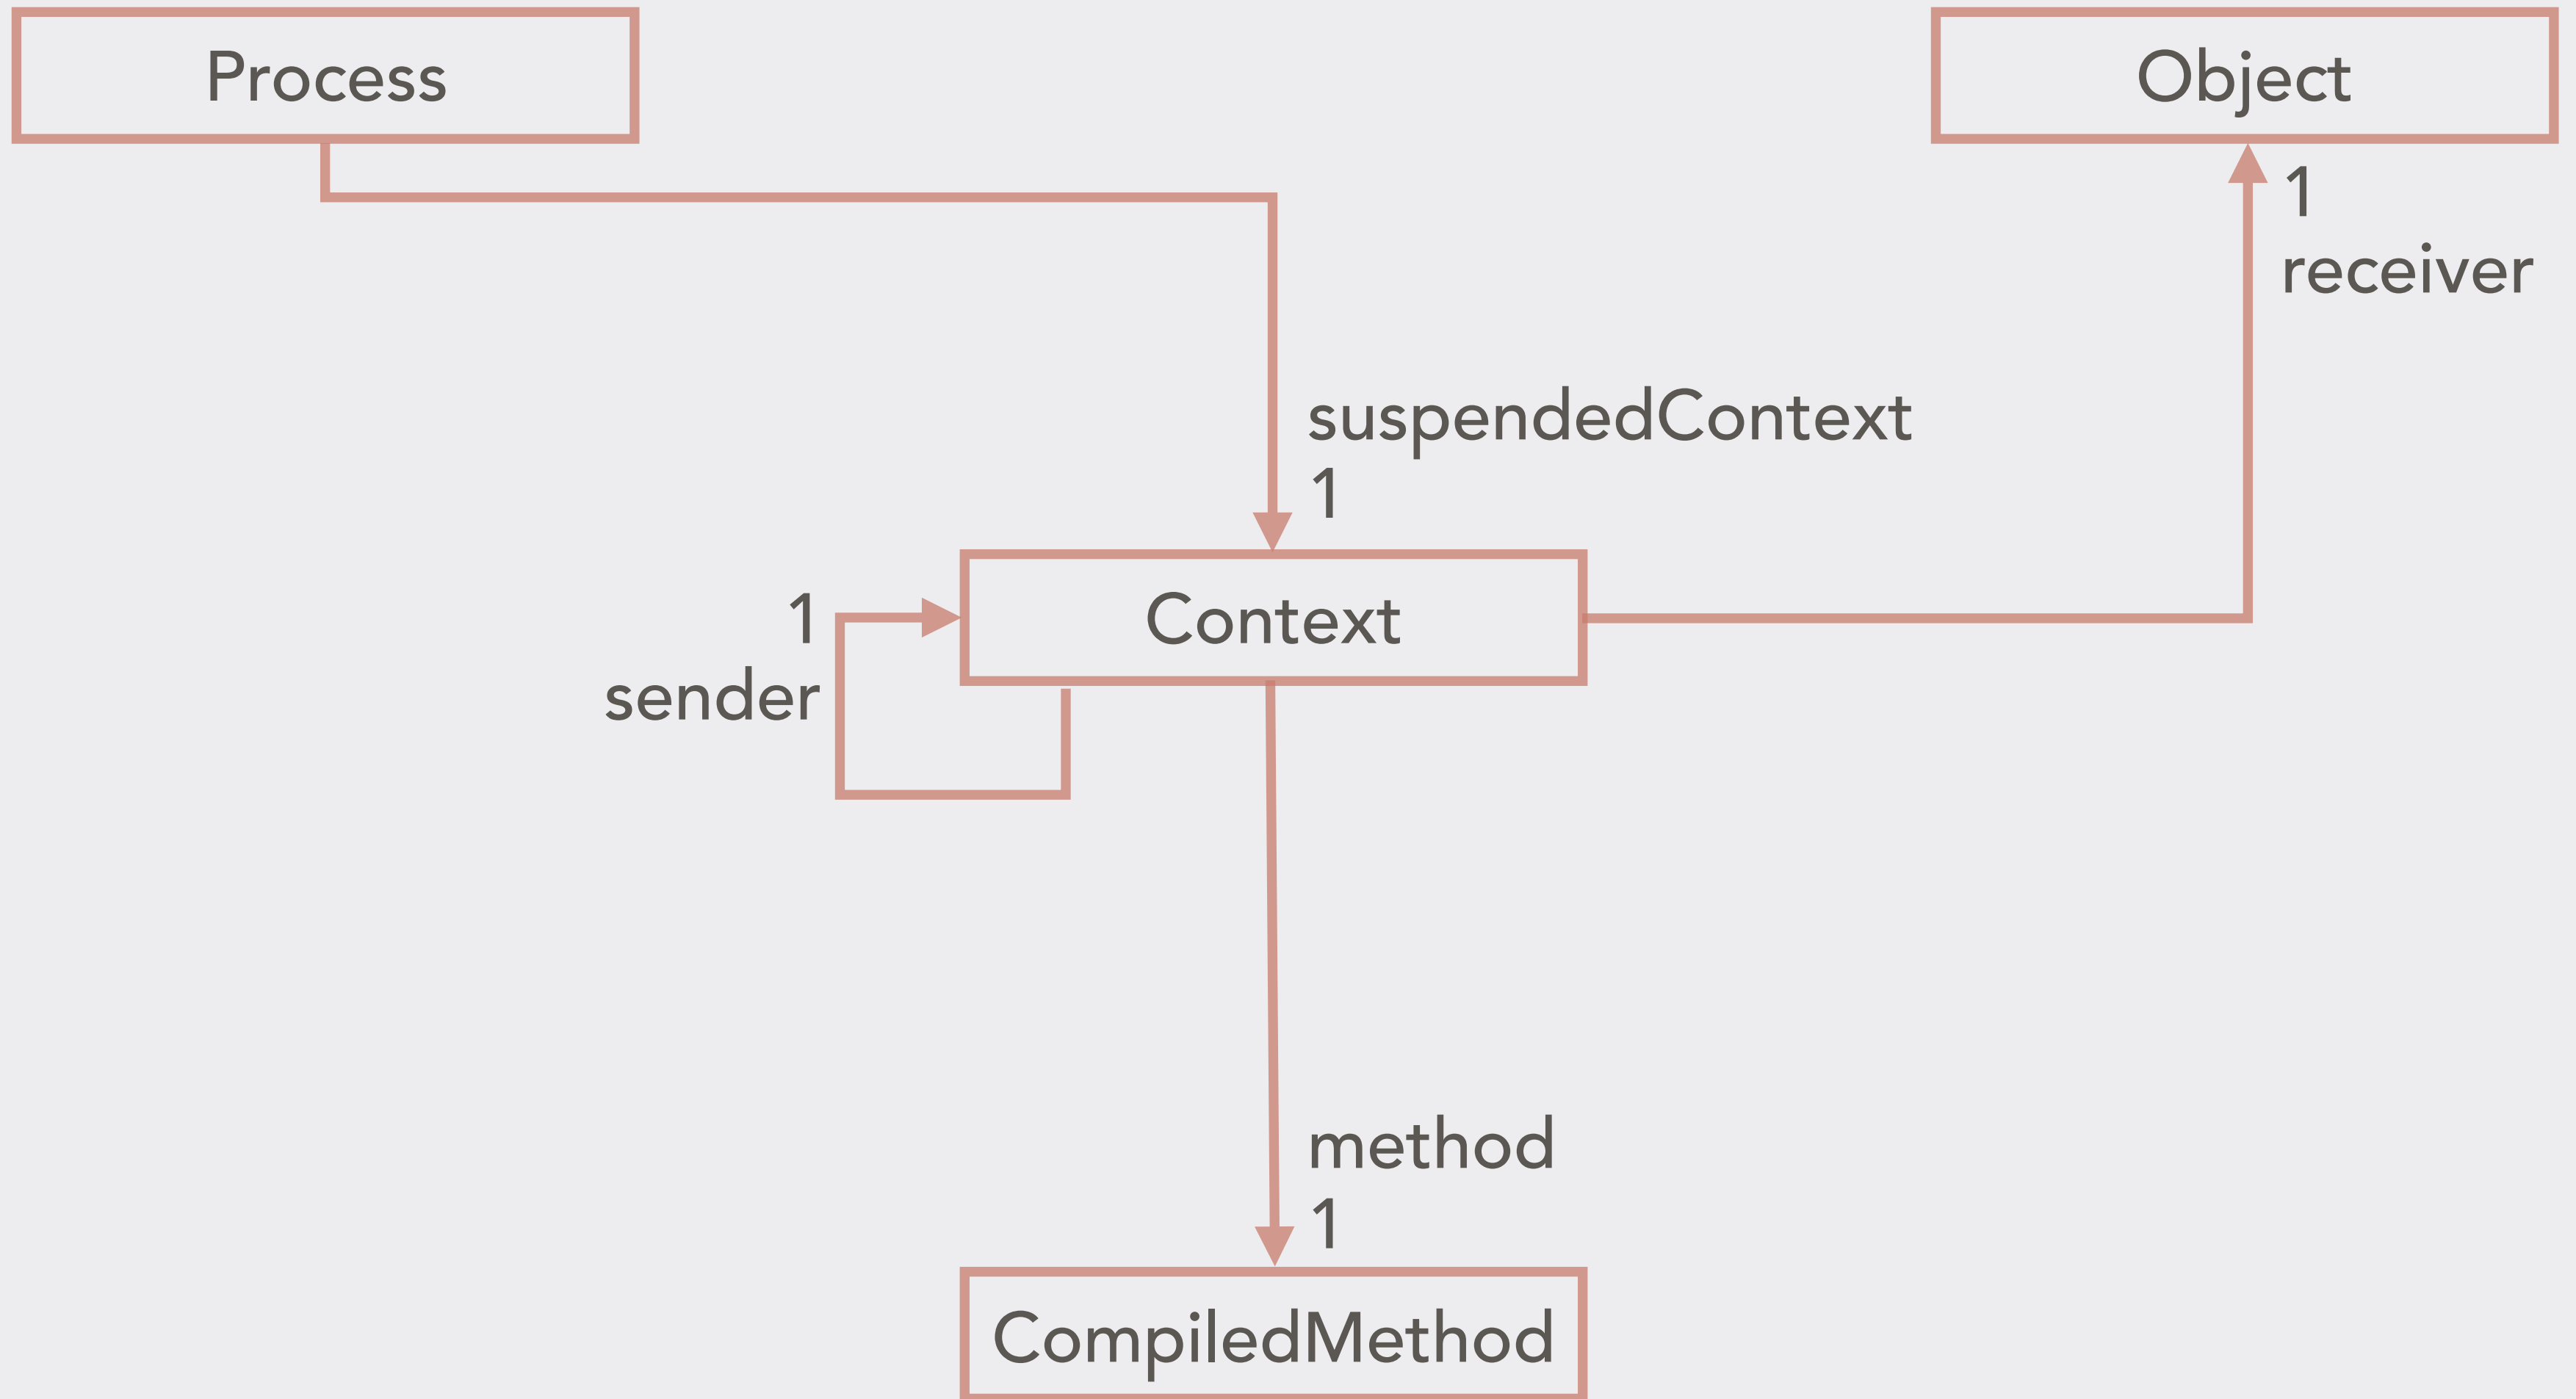 Process
Object
1
receiver
suspendedContext
1
1
sender
Context
method
1
CompiledMethod